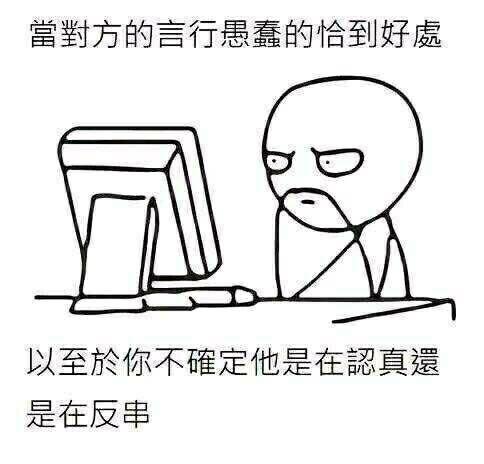 當對方的言行愚蠢的恰到好處
以至於你不確定他是在認真還
是在反串